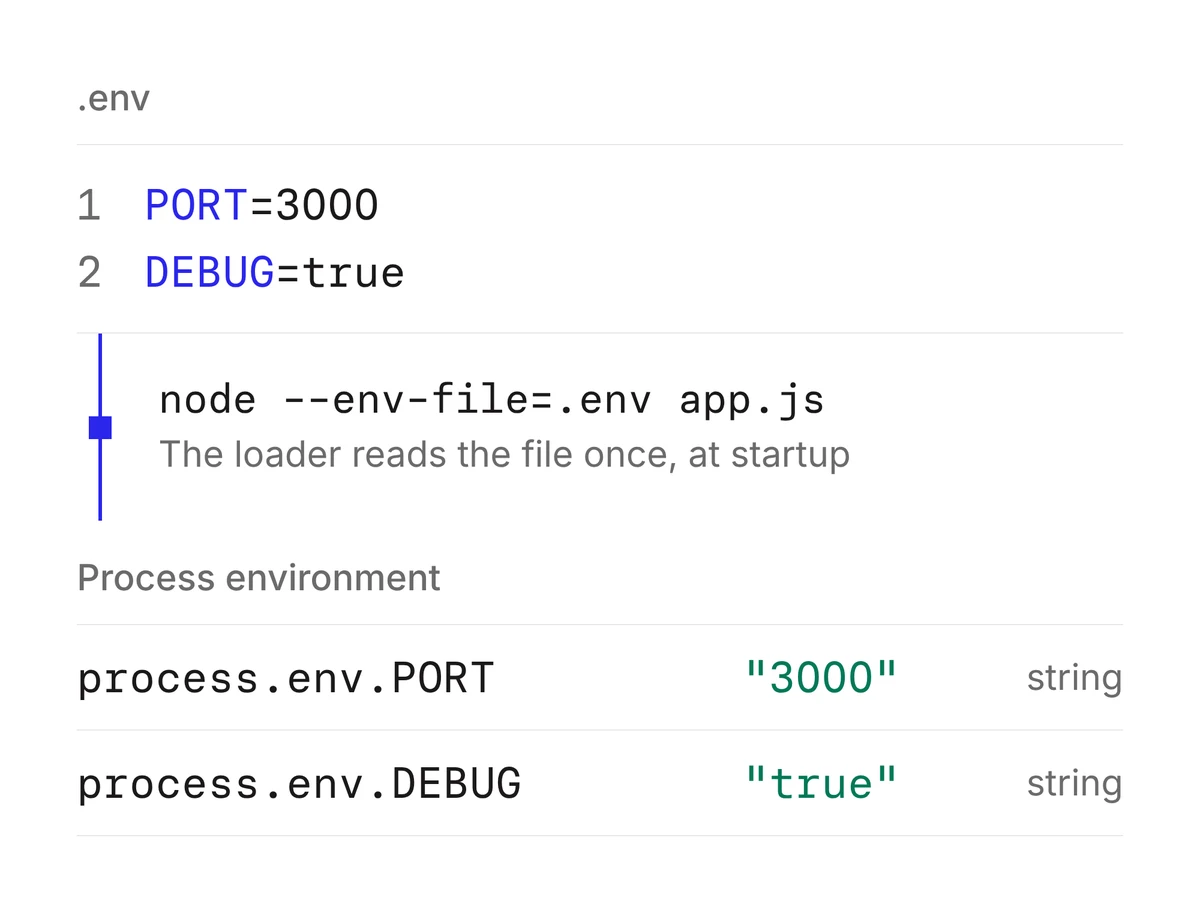 .env
1 PORT=3000
2 DEBUG=true
node --env-file=.env app.js
The loader reads the file once, at startup
Process environment
process.env.PORT "3000" string
process.env.DEBUG "true" string